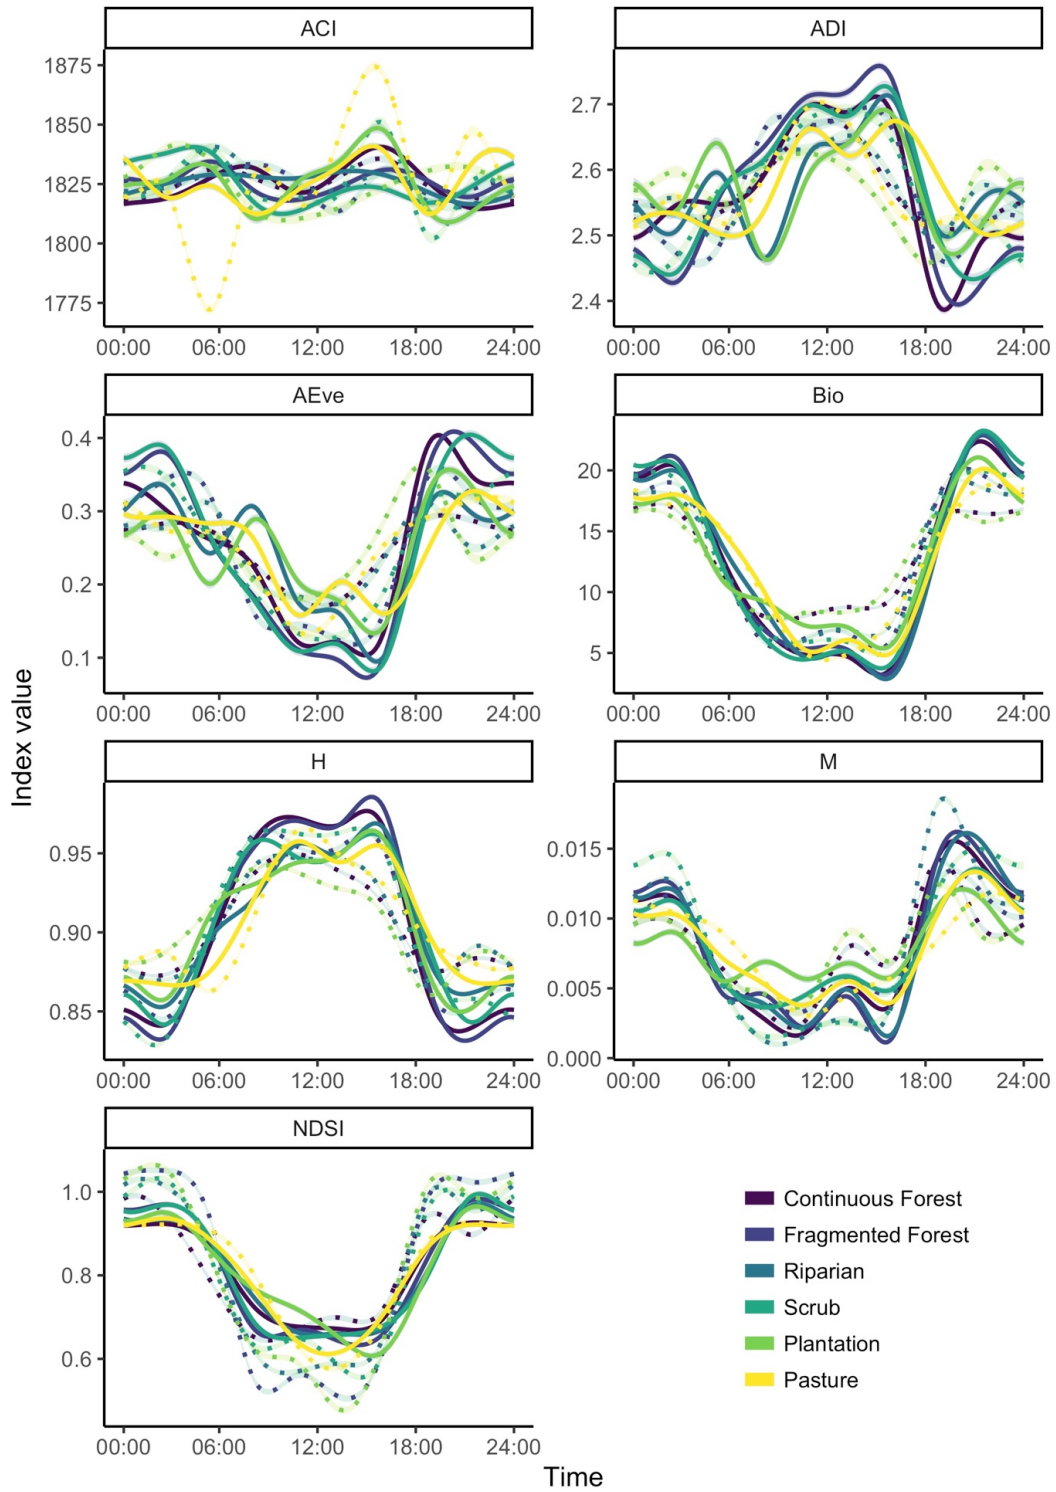 ACI
ADI
1875
1850
1825
1800
1775
2.7
2.6
2.5
2.4
00:00 06:00 12:00 18:00 24:00
00:00 06:00 12:00 18:00 24:00
AEve
Bio
0.4
0.3
0.2
0.1
20
15
10
5
00:00 06:00 12:00 18:00 24:00
00:00 06:00 12:00 18:00 24:00
Index value
H
M
0.95
0.90
0.85
0.015
0.010
0.005
0.000
00:00 06:00 12:00 18:00 24:00
00:00 06:00 12:00 18:00 24:00
NDSI
1.0
0.8
0.6
00:00 06:00 12:00 18:00 24:00
Continuous Forest
Fragmented Forest
Riparian
Scrub
Plantation
Pasture
Time